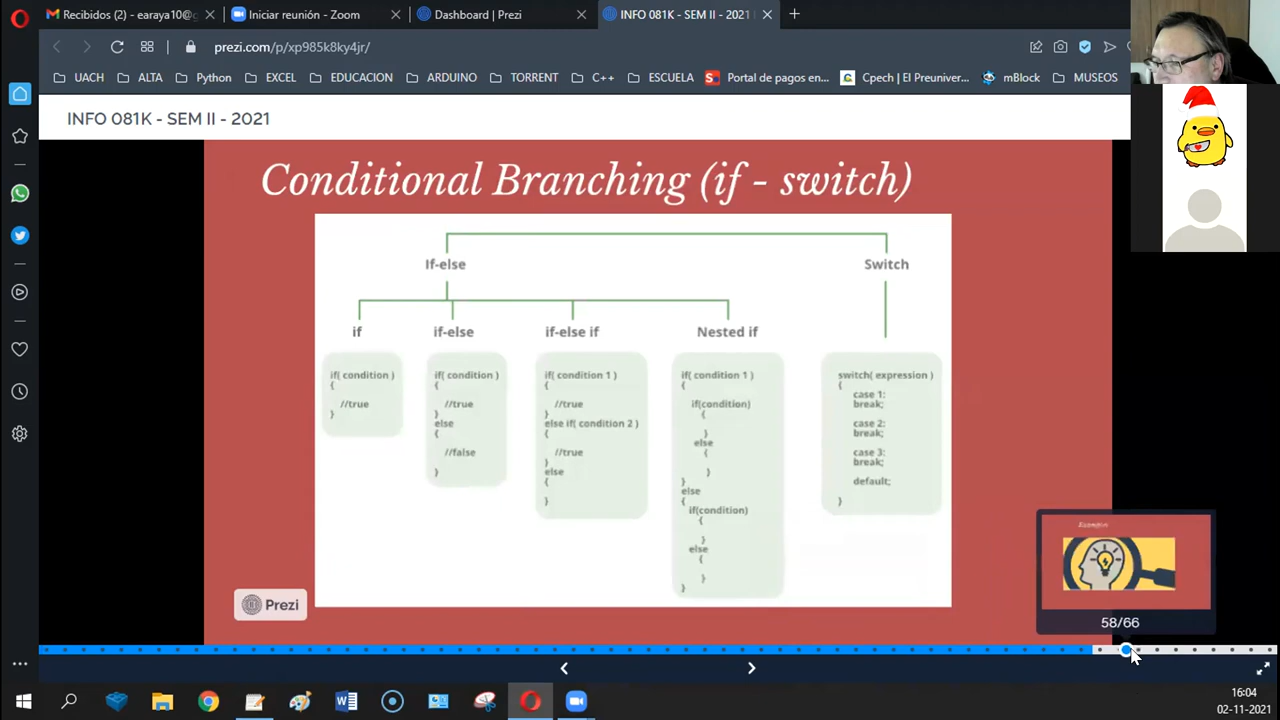 Recibidos (2) - earaya10@g
Iniciar reunión - Zoom
Dashboard | Prezi
INFO 081K - SEM II - 2021
prezi.com/p/xp985k8ky4jr/
UACH
ALTA
Python
EXCEL
EDUCACION
ARDUINO
TORRENT
C++
ESCUELA
Portal de pagos en...
Cpech | El Preuniver...
mBlock
MUSEOS
INFO 081K - SEM II - 2021
Conditional Branching (if - switch)
If-else
Switch
if
if-else
if-else if
Nested if
if( condition )
{
//true
}
if( condition )
{
//true
}
else
{
//false
}
if( condition 1 )
{
//true
}
else if( condition 2 )
{
//true
}
else
{
}
if( condition 1 )
{
if(condition)
{
}
else
{
}
}
else
{
if(condition)
{
}
else
{
}
}
switch( expression )
{
case 1:
break;
case 2:
break;
case 3:
break;
default;
}
Prezi
58/66
16:04
02-11-2021